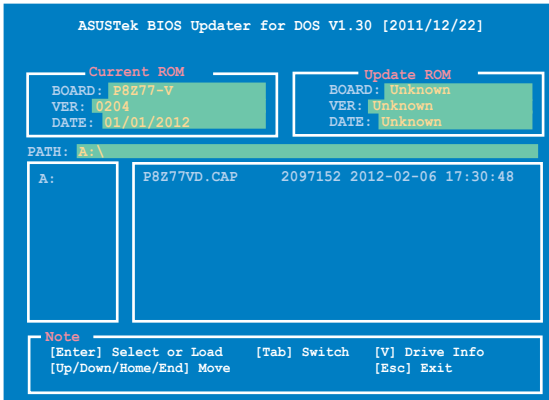 ASUSTek BIOS Updater for DOS V1.30 [2011/12/22]
Current ROM
BOARD: P8Z77-V
VER: 0204
DATE: 01/01/2012
Update ROM
BOARD: Unknown
VER: Unknown
DATE: Unknown
PATH: A:\
A:
P8Z77VD.CAP 2097152 2012-02-06 17:30:48
Note
[Enter] Select or Load [Tab] Switch [V] Drive Info
[Up/Down/Home/End] Move [Esc] Exit